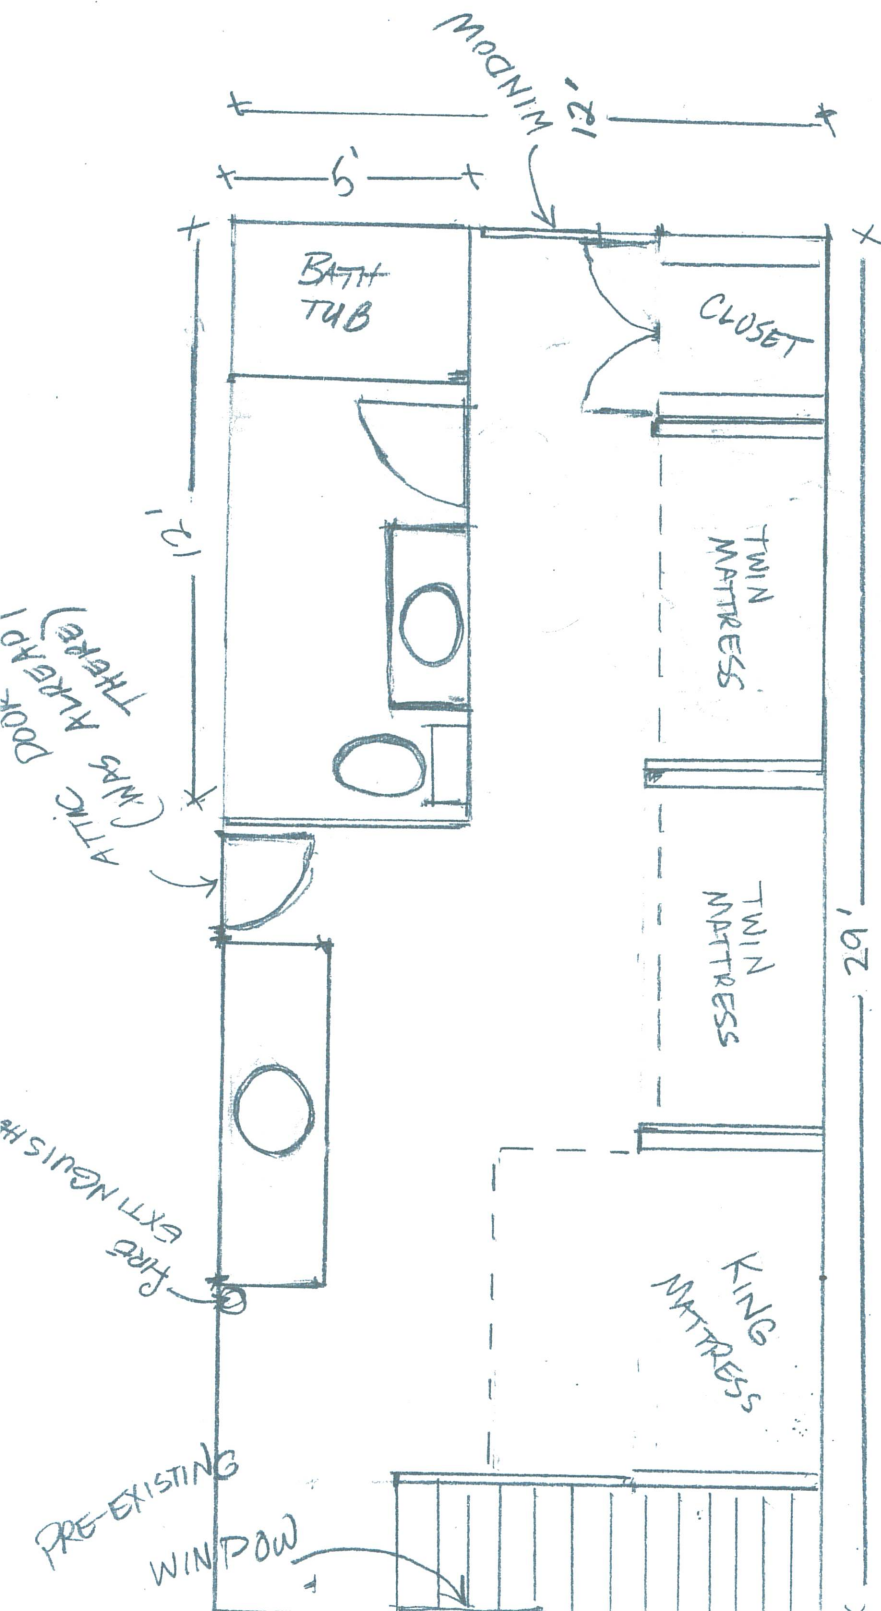 WINDOW
12'
5'
BATH
TUB
CLOSET
12'
TWIN
MATTRESS
ATTIC DOOR
(WAS ALREAD
THERE)
TWIN
MATTRESS
29'
FIRE
EXTINGUISH
KING
MATTRESS
PRE-EXISTING
WINDOW